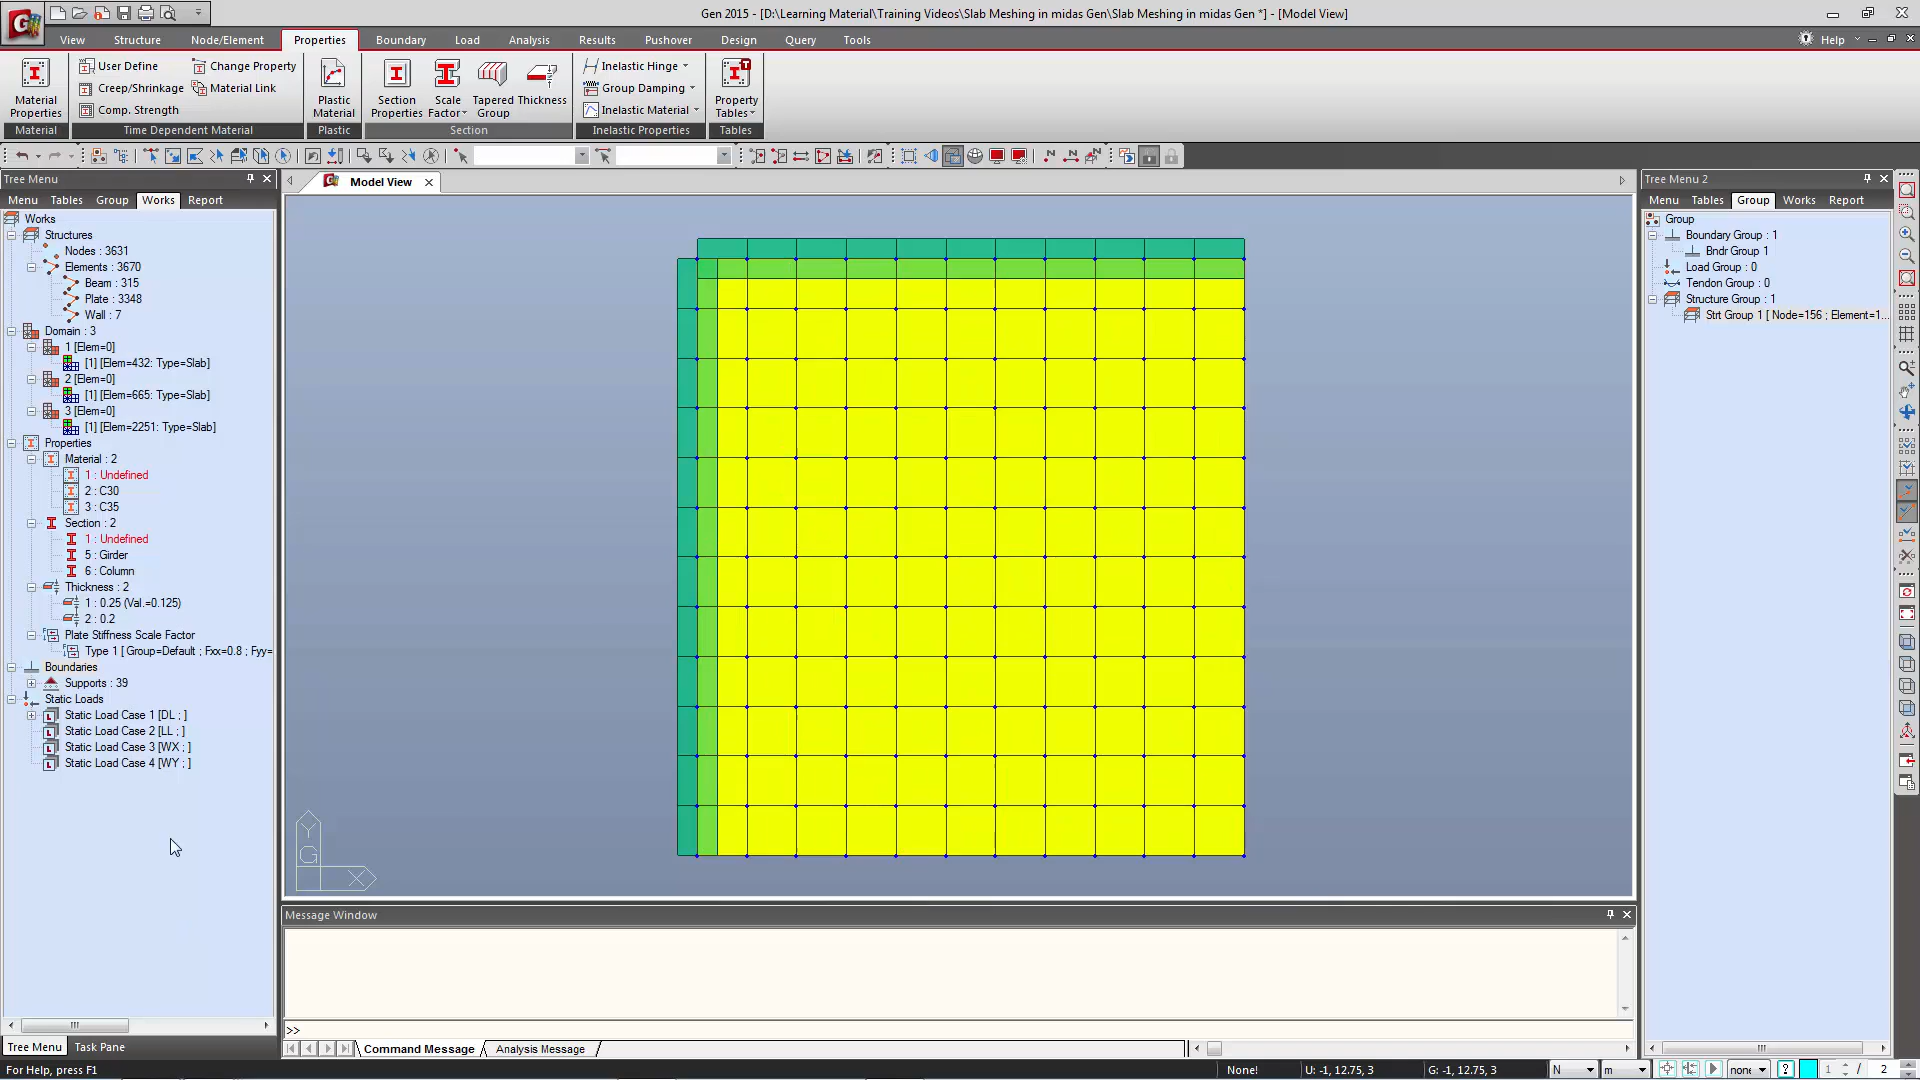 Gen 2015 - [D:\Learning Material\Training Videos\Slab Meshing in midas Gen\Slab Meshing in midas Gen *] - [Model View]
View Structure Node/Element Properties Boundary Load Analysis Results Pushover Design Query Tools Help
User Define Change Property Inelastic Hinge
Creep/Shrinkage Material Link Group Damping
Comp. Strength Inelastic Material
Material Properties
Plastic Material
Section Properties
Scale Factor
Tapered Group
Thickness
Property Tables
Material Time Dependent Material Plastic Section Inelastic Properties Tables
Tree Menu
Menu Tables Group Works Report
Works
Structures
Nodes : 3631
Elements : 3670
Beam : 315
Plate : 3348
Wall : 7
Domain : 3
1 [Elem=0]
[1] [Elem=432: Type=Slab]
2 [Elem=0]
[1] [Elem=665: Type=Slab]
3 [Elem=0]
[1] [Elem=2251: Type=Slab]
Properties
Material : 2
1 : Undefined
2 : C30
3 : C35
Section : 2
1 : Undefined
5 : Girder
6 : Column
Thickness : 2
1 : 0.25 (Val.=0.125)
2 : 0.2
Plate Stiffness Scale Factor
Type 1 [ Group=Default ; Fxx=0.8 ; Fyy=
Boundaries
Supports : 39
Static Loads
Static Load Case 1 [DL ; ]
Static Load Case 2 [LL ; ]
Static Load Case 3 [WX ; ]
Static Load Case 4 [WY ; ]
Tree Menu Task Pane
Model View
Y
G
X
Message Window
>>
Command Message Analysis Message
Tree Menu 2
Menu Tables Group Works Report
Group
Boundary Group : 1
Bndr Group 1
Load Group : 0
Tendon Group : 0
Structure Group : 1
Strt Group 1 [ Node=156 ; Element=1...
For Help, press F1 None! U: -1, 12.75, 3 G: -1, 12.75, 3 N m none ? 1 / 2